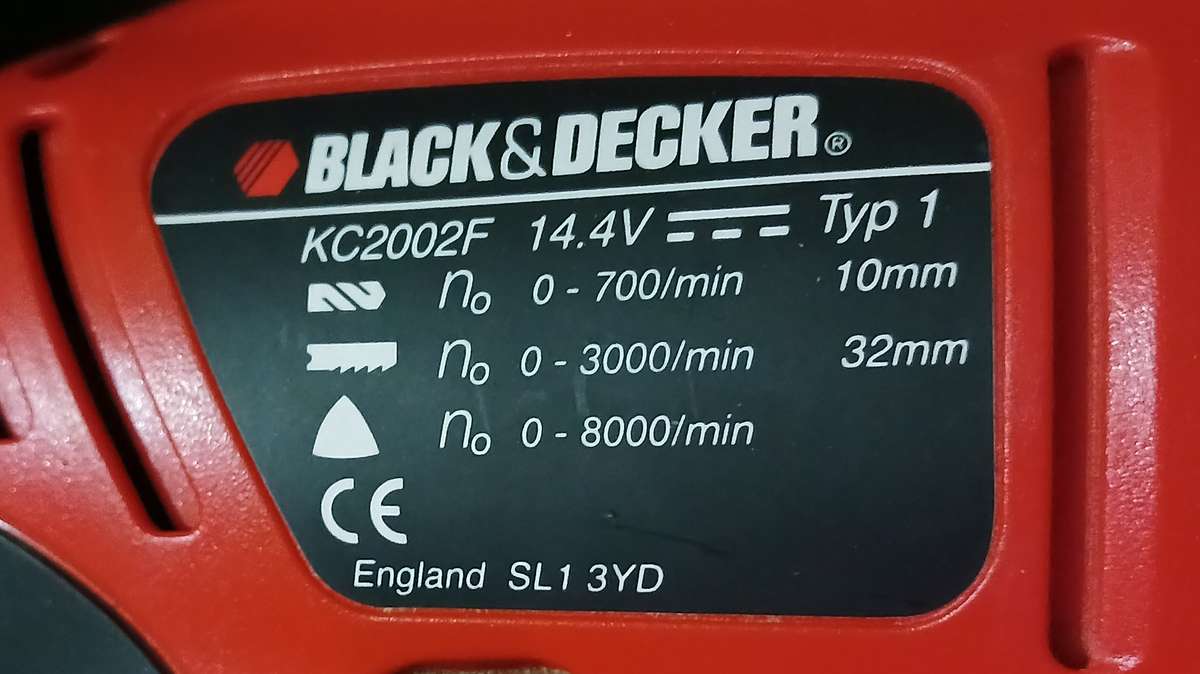 BLACK&DECKER®
KC2002F 14.4V ⎓ Typ 1
n₀ 0 - 700/min 10mm
n₀ 0 - 3000/min 32mm
n₀ 0 - 8000/min
CE
England SL1 3YD